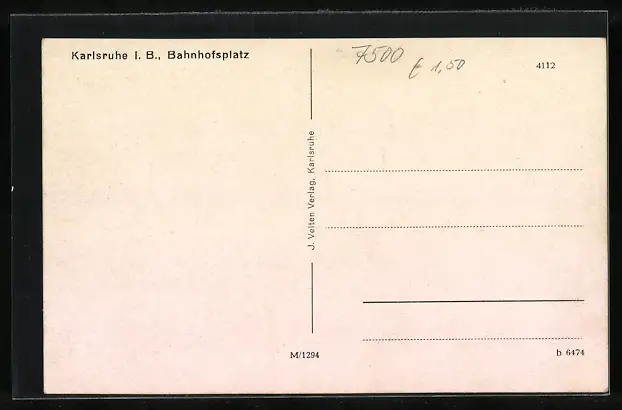 Karlsruhe i. B., Bahnhofsplatz
7500
€ 1,50
4112
J. Velten Verlag, Karlsruhe
M/1294
b 6474